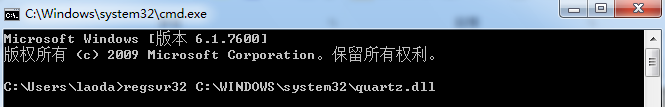 C:\Windows\system32\cmd.exe
Microsoft Windows [版本 6.1.7600]
版权所有 (c) 2009 Microsoft Corporation。保留所有权利。
C:\Users\laoda>regsvr32 C:\WINDOWS\system32\quartz.dll